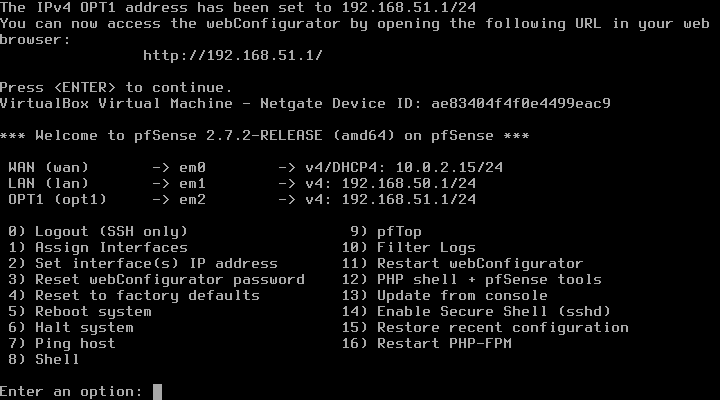 The IPv4 OPT1 address has been set to 192.168.51.1/24
You can now access the webConfigurator by opening the following URL in your web
browser:
http://192.168.51.1/
Press <ENTER> to continue.
VirtualBox Virtual Machine - Netgate Device ID: ae83404f4f0e4499eac9
*** Welcome to pfSense 2.7.2-RELEASE (amd64) on pfSense ***
WAN (wan) -> em0 -> v4/DHCP4: 10.0.2.15/24
LAN (lan) -> em1 -> v4: 192.168.50.1/24
OPT1 (opt1) -> em2 -> v4: 192.168.51.1/24
0) Logout (SSH only) 9) pfTop
1) Assign Interfaces 10) Filter Logs
2) Set interface(s) IP address 11) Restart webConfigurator
3) Reset webConfigurator password 12) PHP shell + pfSense tools
4) Reset to factory defaults 13) Update from console
5) Reboot system 14) Enable Secure Shell (sshd)
6) Halt system 15) Restore recent configuration
7) Ping host 16) Restart PHP-FPM
8) Shell
Enter an option: